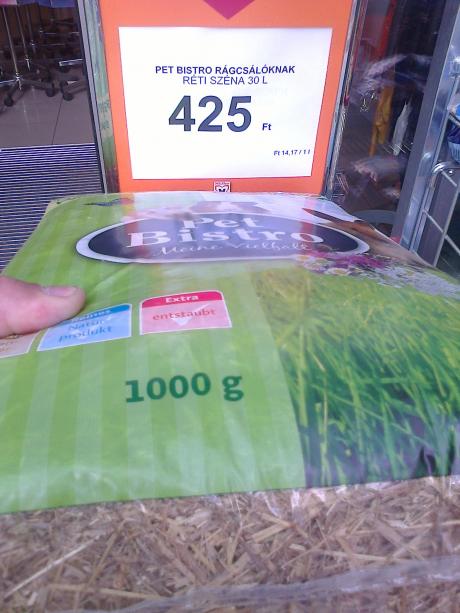 PET BISTRO RÁGCSÁLÓKNAK
RÉTI SZÉNA 30 L
425 Ft
Ft 14,17 / 1 l
Pet
Bistro
Meine Vielfalt
Extra
entstaubt
Natur
produkt
1000 g